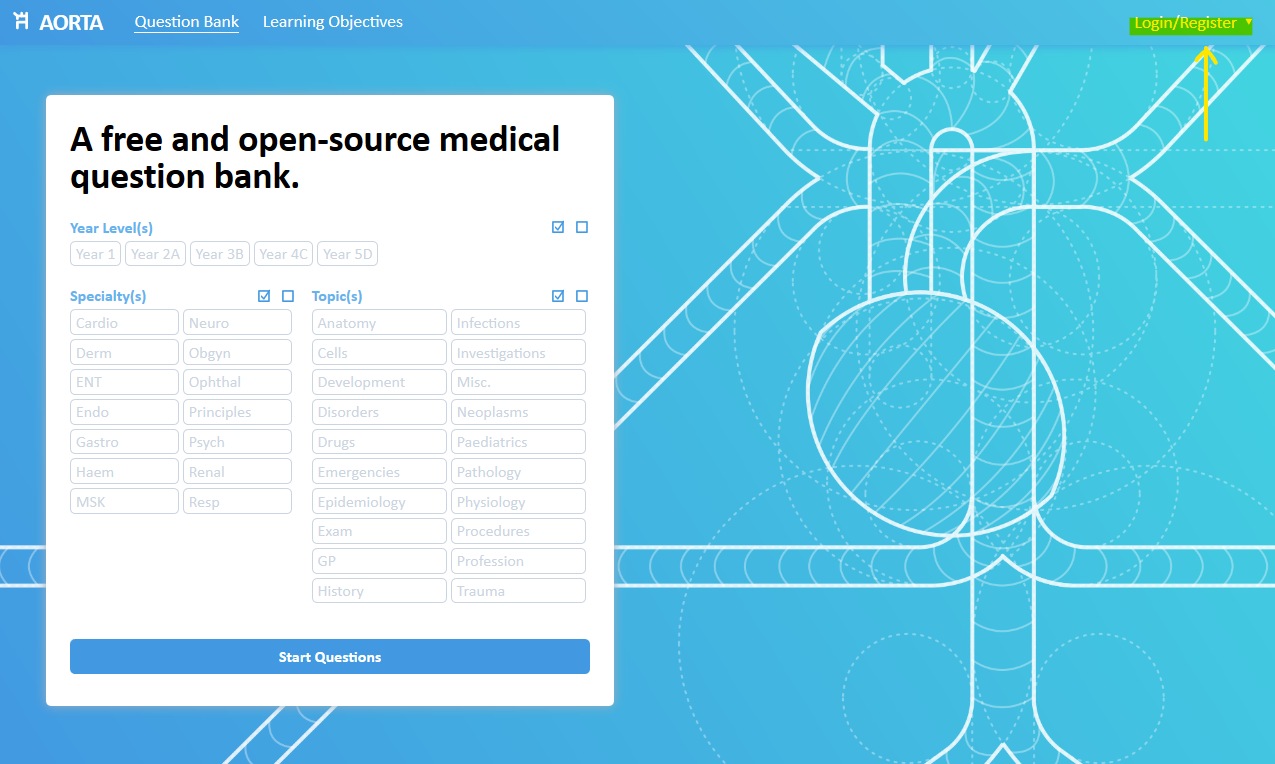 AORTA Question Bank Learning Objectives Login/Register
A free and open-source medical
question bank.
Year Level(s)
Year 1 Year 2A Year 3B Year 4C Year 5D
Specialty(s) Topic(s)
Cardio Neuro Anatomy Infections
Derm Obgyn Cells Investigations
ENT Ophthal Development Misc.
Endo Principles Disorders Neoplasms
Gastro Psych Drugs Paediatrics
Haem Renal Emergencies Pathology
MSK Resp Epidemiology Physiology
Exam Procedures
GP Profession
History Trauma
Start Questions